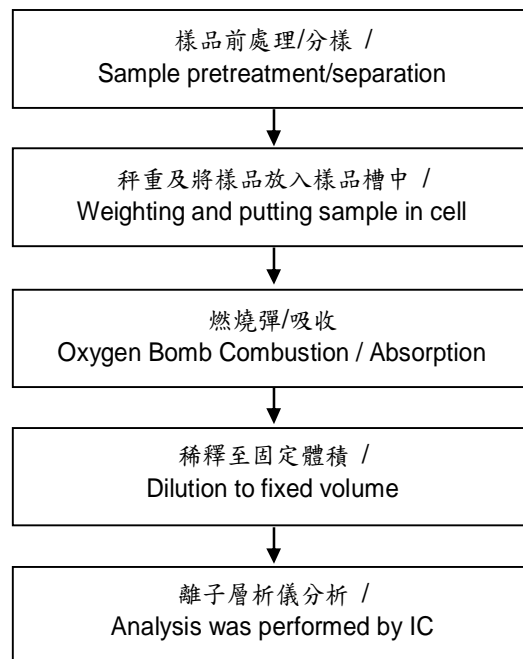 樣品前處理/分樣 /
Sample pretreatment/separation
秤重及將樣品放入樣品槽中 /
Weighting and putting sample in cell
燃燒彈/吸收
Oxygen Bomb Combustion / Absorption
稀釋至固定體積 /
Dilution to fixed volume
離子層析儀分析 /
Analysis was performed by IC